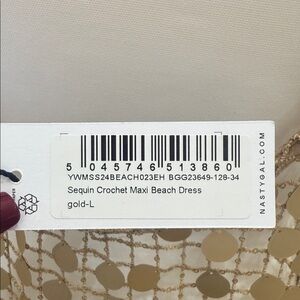 5 045746 513860
YWMSS24BEACH023EH BGG23649-128-34
Sequin Crochet Maxi Beach Dress
gold-L
NASTYGAL.COM